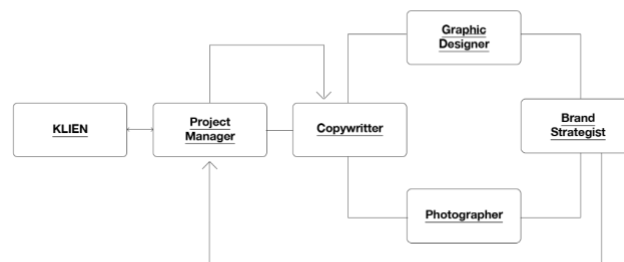 Graphic
Designer
KLIEN
Project
Manager
Copywritter
Brand
Strategist
Photographer